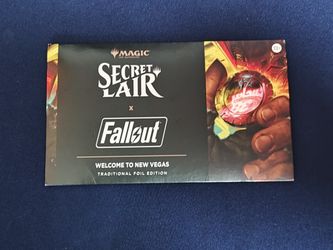 MAGIC
SECRET
LAIR
x
Fallout
WELCOME TO NEW VEGAS
TRADITIONAL FOIL EDITION